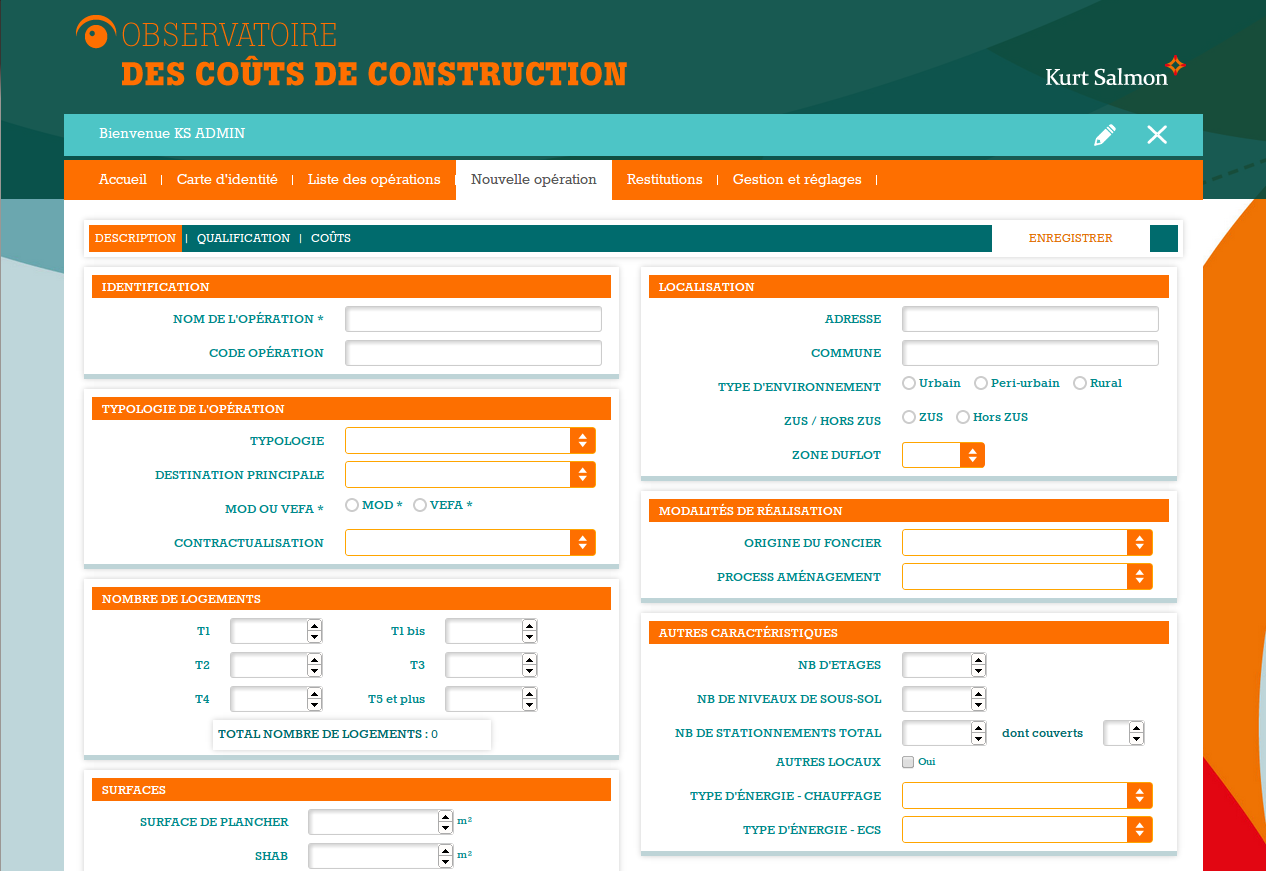 OBSERVATOIRE
DES COÛTS DE CONSTRUCTION
Kurt Salmon
Bienvenue KS ADMIN
Accueil | Carte d'identité | Liste des opérations | Nouvelle opération Restitutions | Gestion et réglages |
DESCRIPTION | QUALIFICATION | COÛTS ENREGISTRER
IDENTIFICATION
NOM DE L'OPÉRATION *
CODE OPÉRATION
TYPOLOGIE DE L'OPÉRATION
TYPOLOGIE
DESTINATION PRINCIPALE
MOD OU VEFA * MOD * VEFA *
CONTRACTUALISATION
NOMBRE DE LOGEMENTS
T1 T1 bis
T2 T3
T4 T5 et plus
TOTAL NOMBRE DE LOGEMENTS : 0
SURFACES
SURFACE DE PLANCHER m²
SHAB m²
LOCALISATION
ADRESSE
COMMUNE
TYPE D'ENVIRONNEMENT Urbain Peri-urbain Rural
ZUS / HORS ZUS ZUS Hors ZUS
ZONE DUFLOT
MODALITÉS DE RÉALISATION
ORIGINE DU FONCIER
PROCESS AMÉNAGEMENT
AUTRES CARACTÉRISTIQUES
NB D'ETAGES
NB DE NIVEAUX DE SOUS-SOL
NB DE STATIONNEMENTS TOTAL dont couverts
AUTRES LOCAUX Oui
TYPE D'ÉNERGIE - CHAUFFAGE
TYPE D'ÉNERGIE - ECS